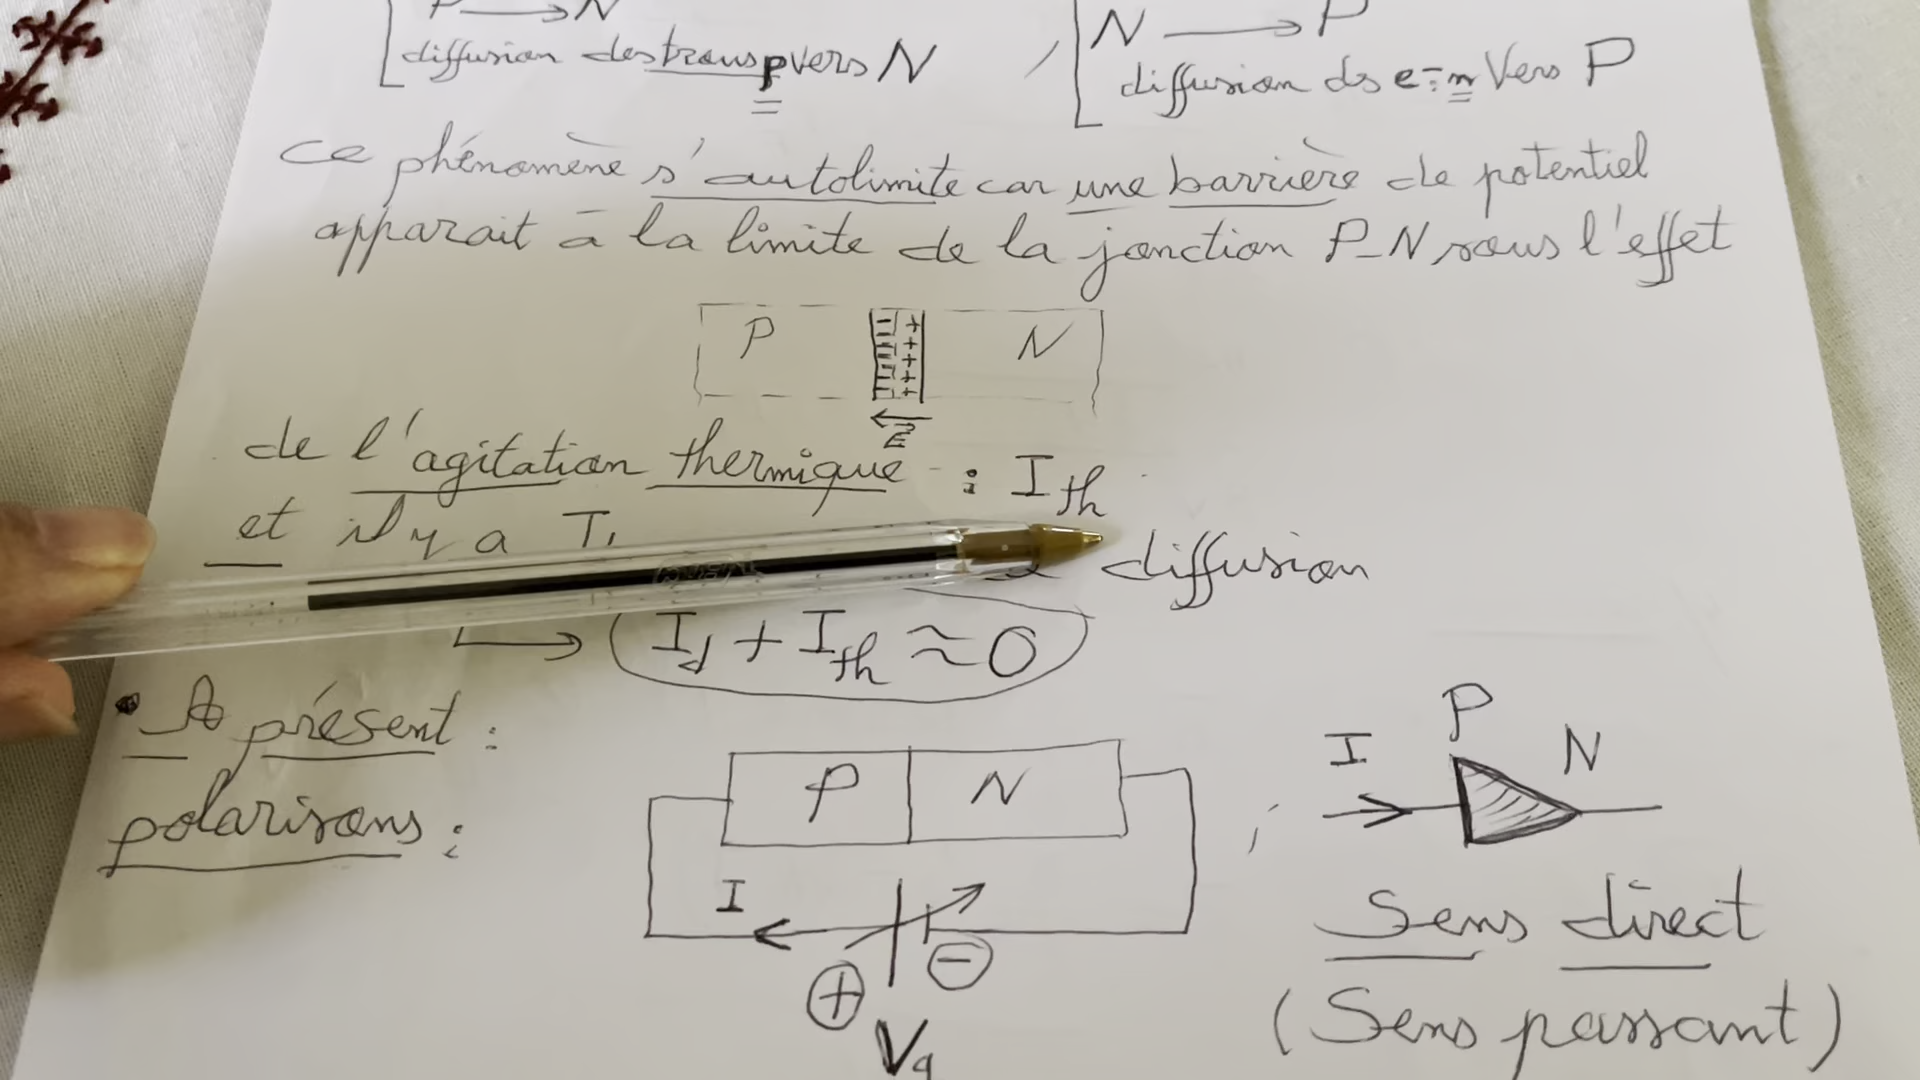 P → N
N → P
diffusion des trous p vers N
, diffusion ds e- : n Vers P
ce phénomène s'autolimite car une barrière de potentiel
apparait à la limite de la jonction P-N sous l'effet
P - + N
- +
- +
- +
- +
E
de l'agitation thermique : Ith
et il y a
diffusion
→ Id + Ith ≈ 0
• A présent :
polarisons :
P N
I
+ -
;
I P N
Sens direct
(Sens passant)